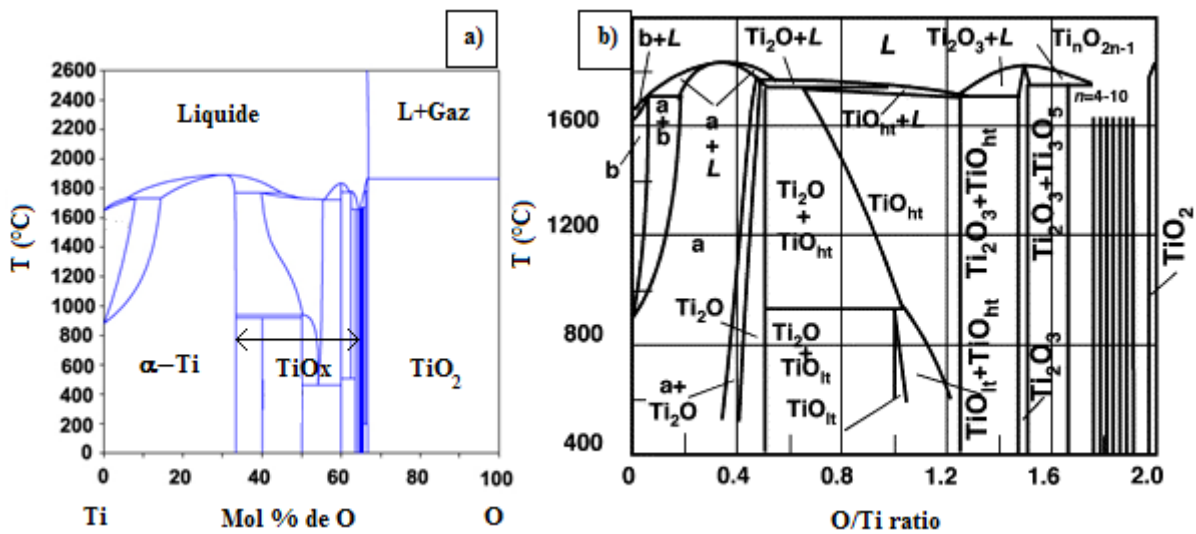 a)
2600
2400
2200
2000
1800
1600
1400
1200
1000
800
600
400
200
0
T (°C)
Liquide
L+Gaz
α–Ti
TiOx
TiO₂
0 20 40 60 80 100
Ti Mol % de O O
b)
b+L
Ti₂O+L
L
Ti₂O₃+L
TiₙO₂ₙ₋₁
n=4-10
1600
1200
800
400
T (°C)
a
+
b
b
a
+
L
TiOht+L
a
Ti₂O
+
TiOht
TiOht
Ti₂O₃+TiOht
Ti₂O₃+Ti₃O₅
TiO₂
Ti₂O
a+
Ti₂O
Ti₂O
+
TiOlt
TiOlt
TiOlt+TiOht
Ti₂O₃
0 0.4 0.8 1.2 1.6 2.0
O/Ti ratio